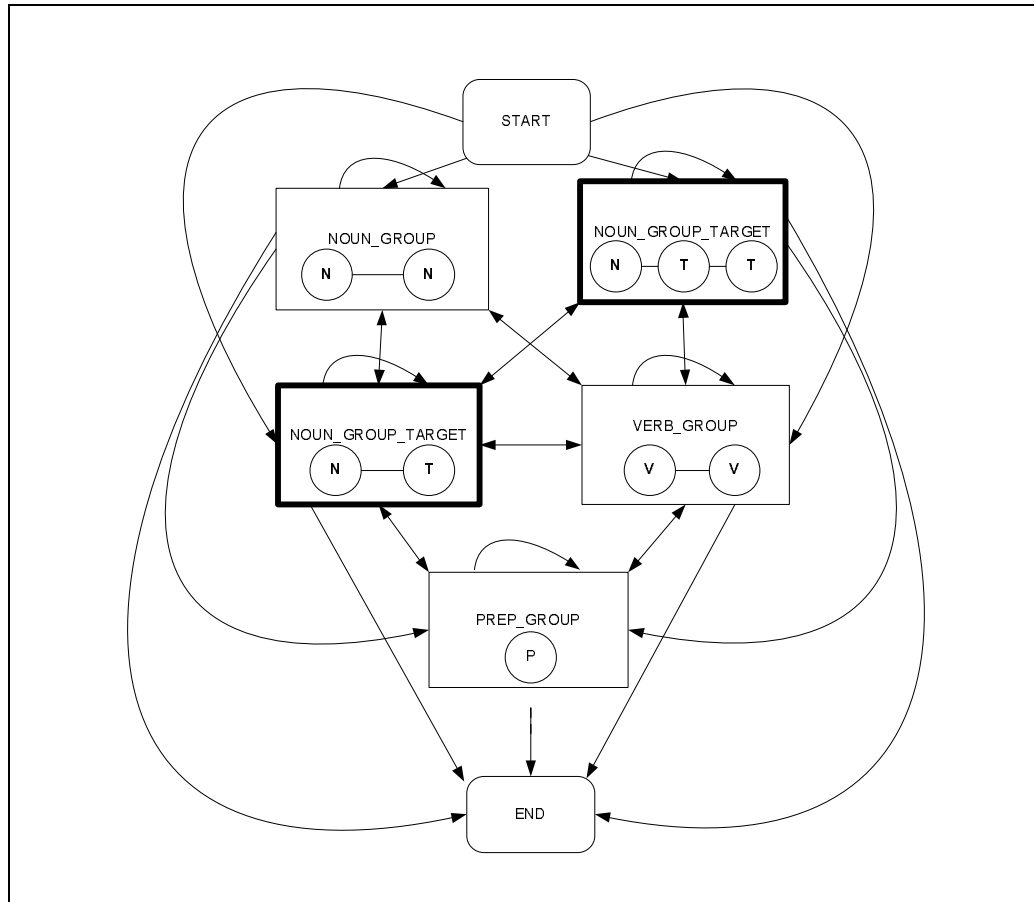 START
NOUN_GROUP
N N
NOUN_GROUP_TARGET
N T T
NOUN_GROUP_TARGET
N T
VERB_GROUP
V V
PREP_GROUP
P
END